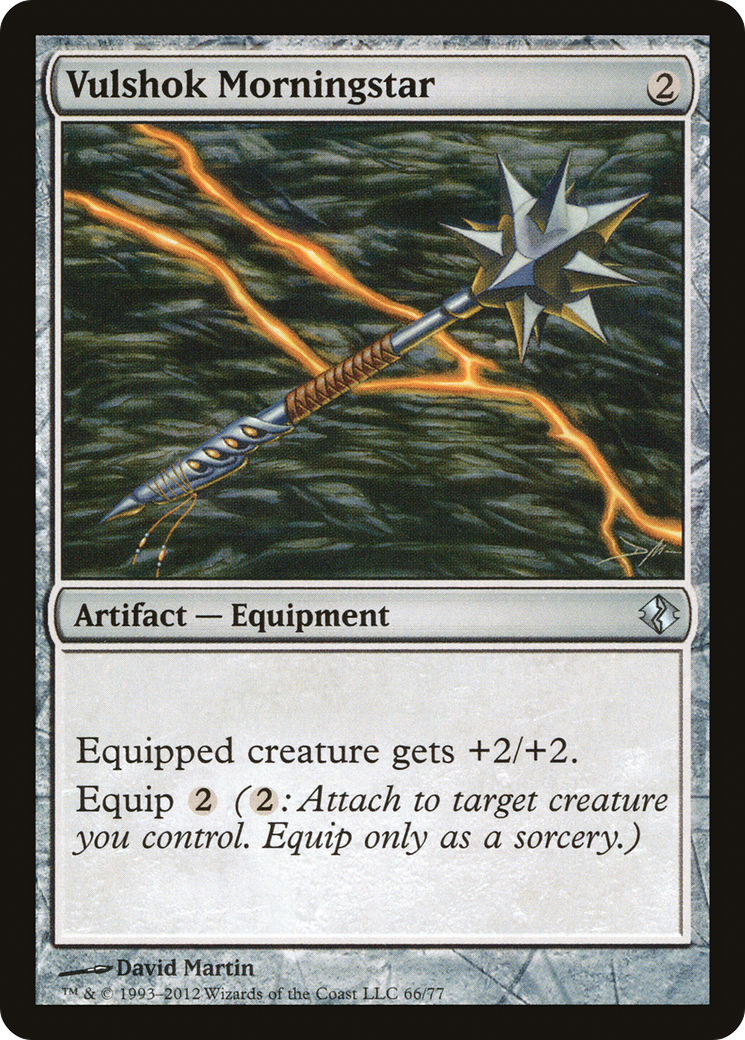 Vulshok Morningstar 2
DM
Artifact — Equipment
Equipped creature gets +2/+2.
Equip 2 (2: Attach to target creature
you control. Equip only as a sorcery.)
David Martin
™ & © 1993–2012 Wizards of the Coast LLC 66/77